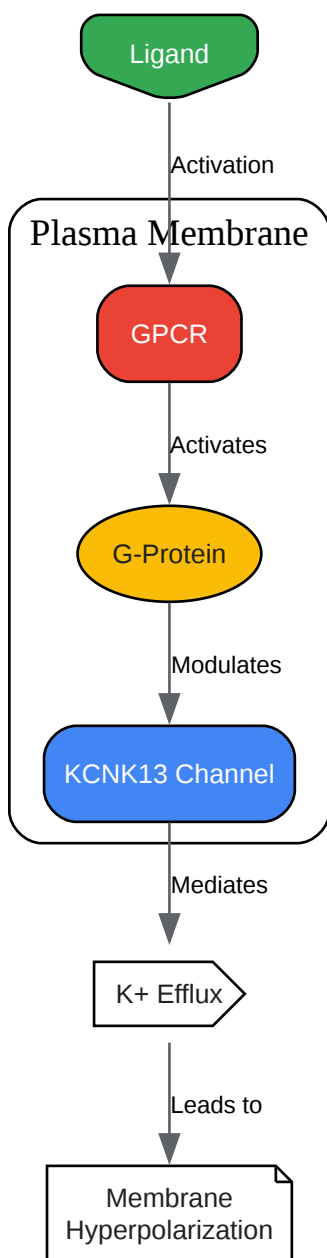 Ligand
Activation
Plasma Membrane
GPCR
Activates
G-Protein
Modulates
KCNK13 Channel
Mediates
K+ Efflux
Leads to
Membrane
Hyperpolarization